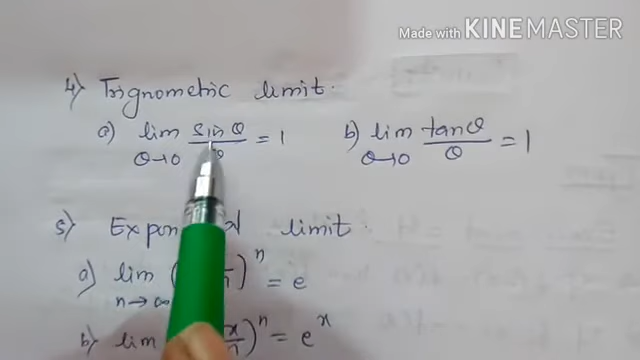 Made with KINEMASTER
4) Trignometric limit.
a) lim θ→0 sinθ/θ = 1 b) lim θ→0 tanθ/θ = 1
5) limit.
a) lim n→∞ ( )ⁿ = e
b) lim x/n)ⁿ = eˣ